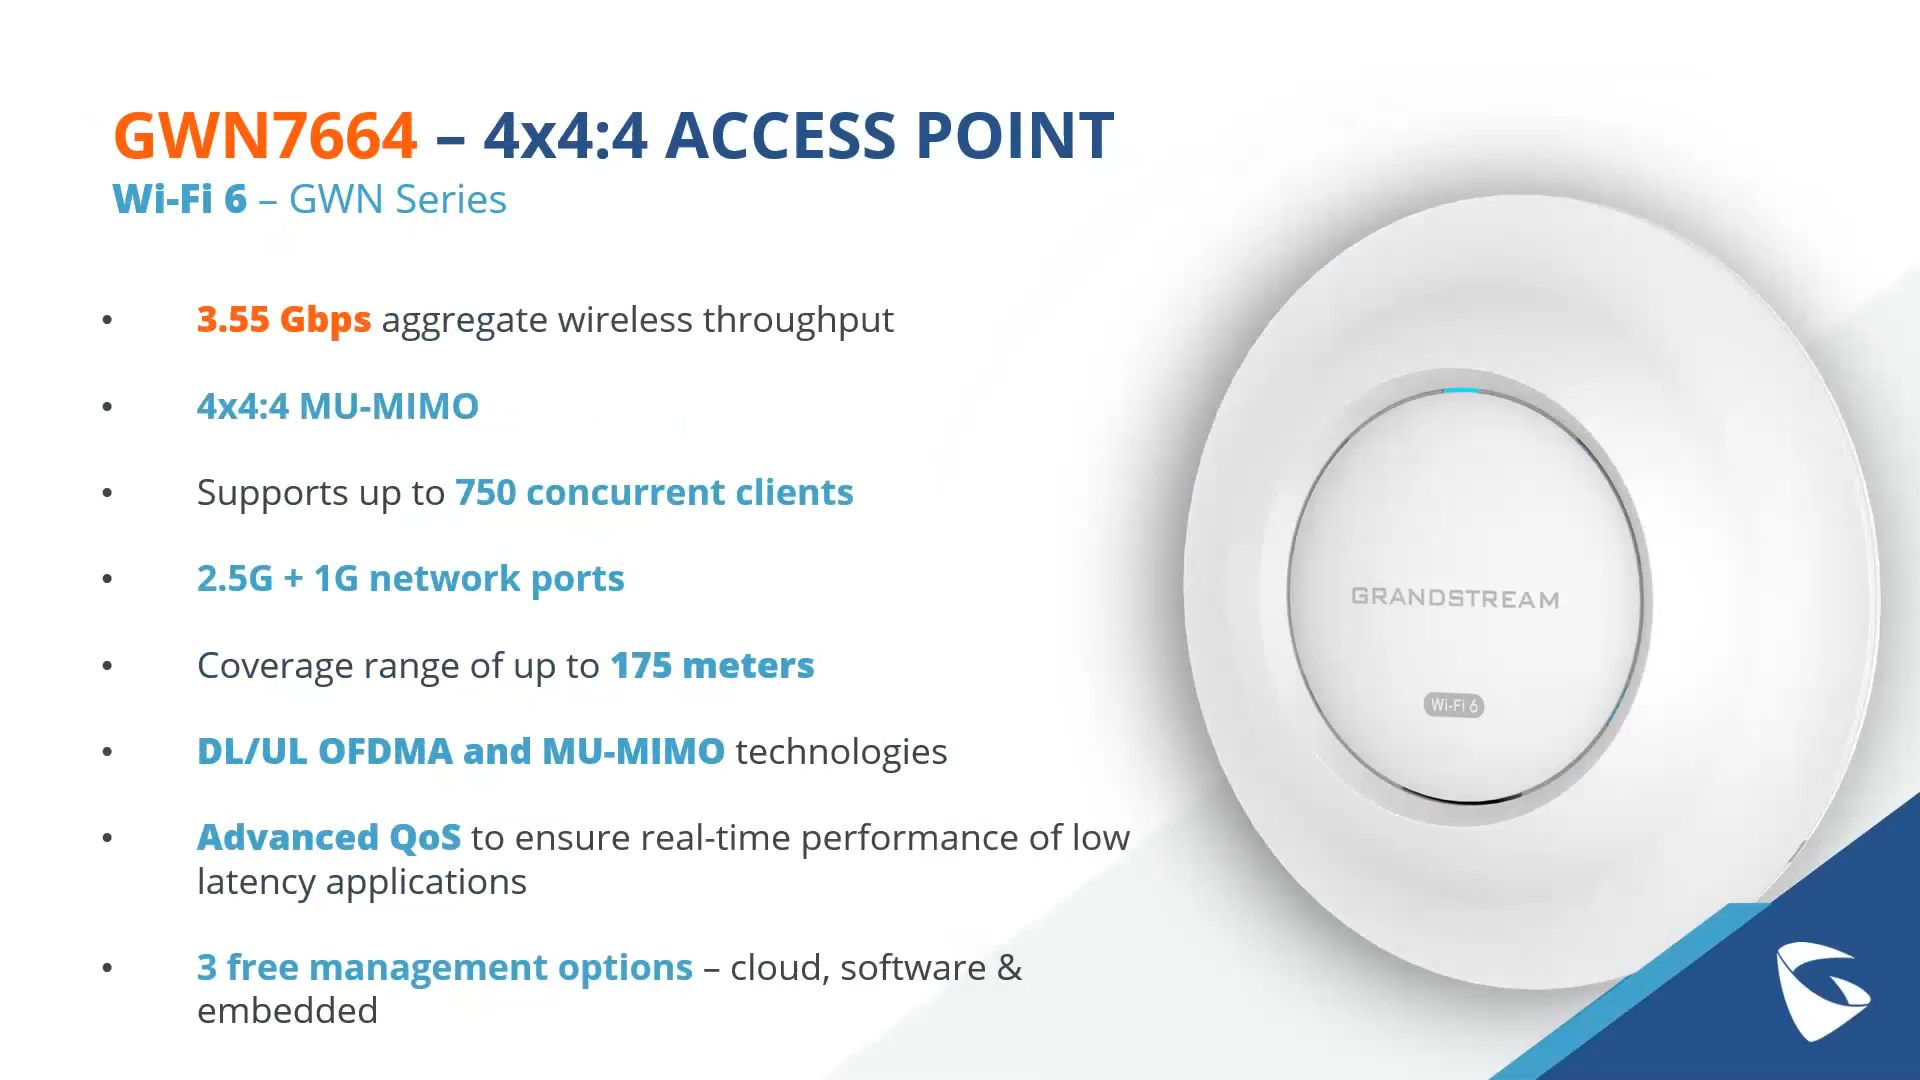 GWN7664 – 4x4:4 ACCESS POINT
Wi-Fi 6 – GWN Series
• 3.55 Gbps aggregate wireless throughput
• 4x4:4 MU-MIMO
• Supports up to 750 concurrent clients
• 2.5G + 1G network ports
• Coverage range of up to 175 meters
• DL/UL OFDMA and MU-MIMO technologies
• Advanced QoS to ensure real-time performance of low
latency applications
• 3 free management options – cloud, software &
embedded
GRANDSTREAM
Wi-Fi 6